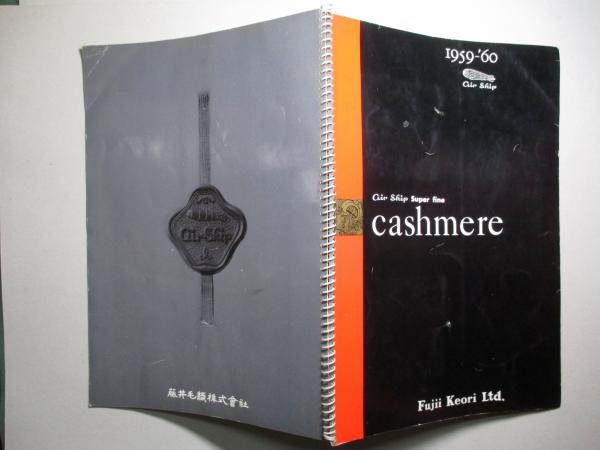 1959-'60
air Ship
air Ship Super fine
cashmere
Fujii Keori Ltd.
air-Ship
藤井毛織株式會社